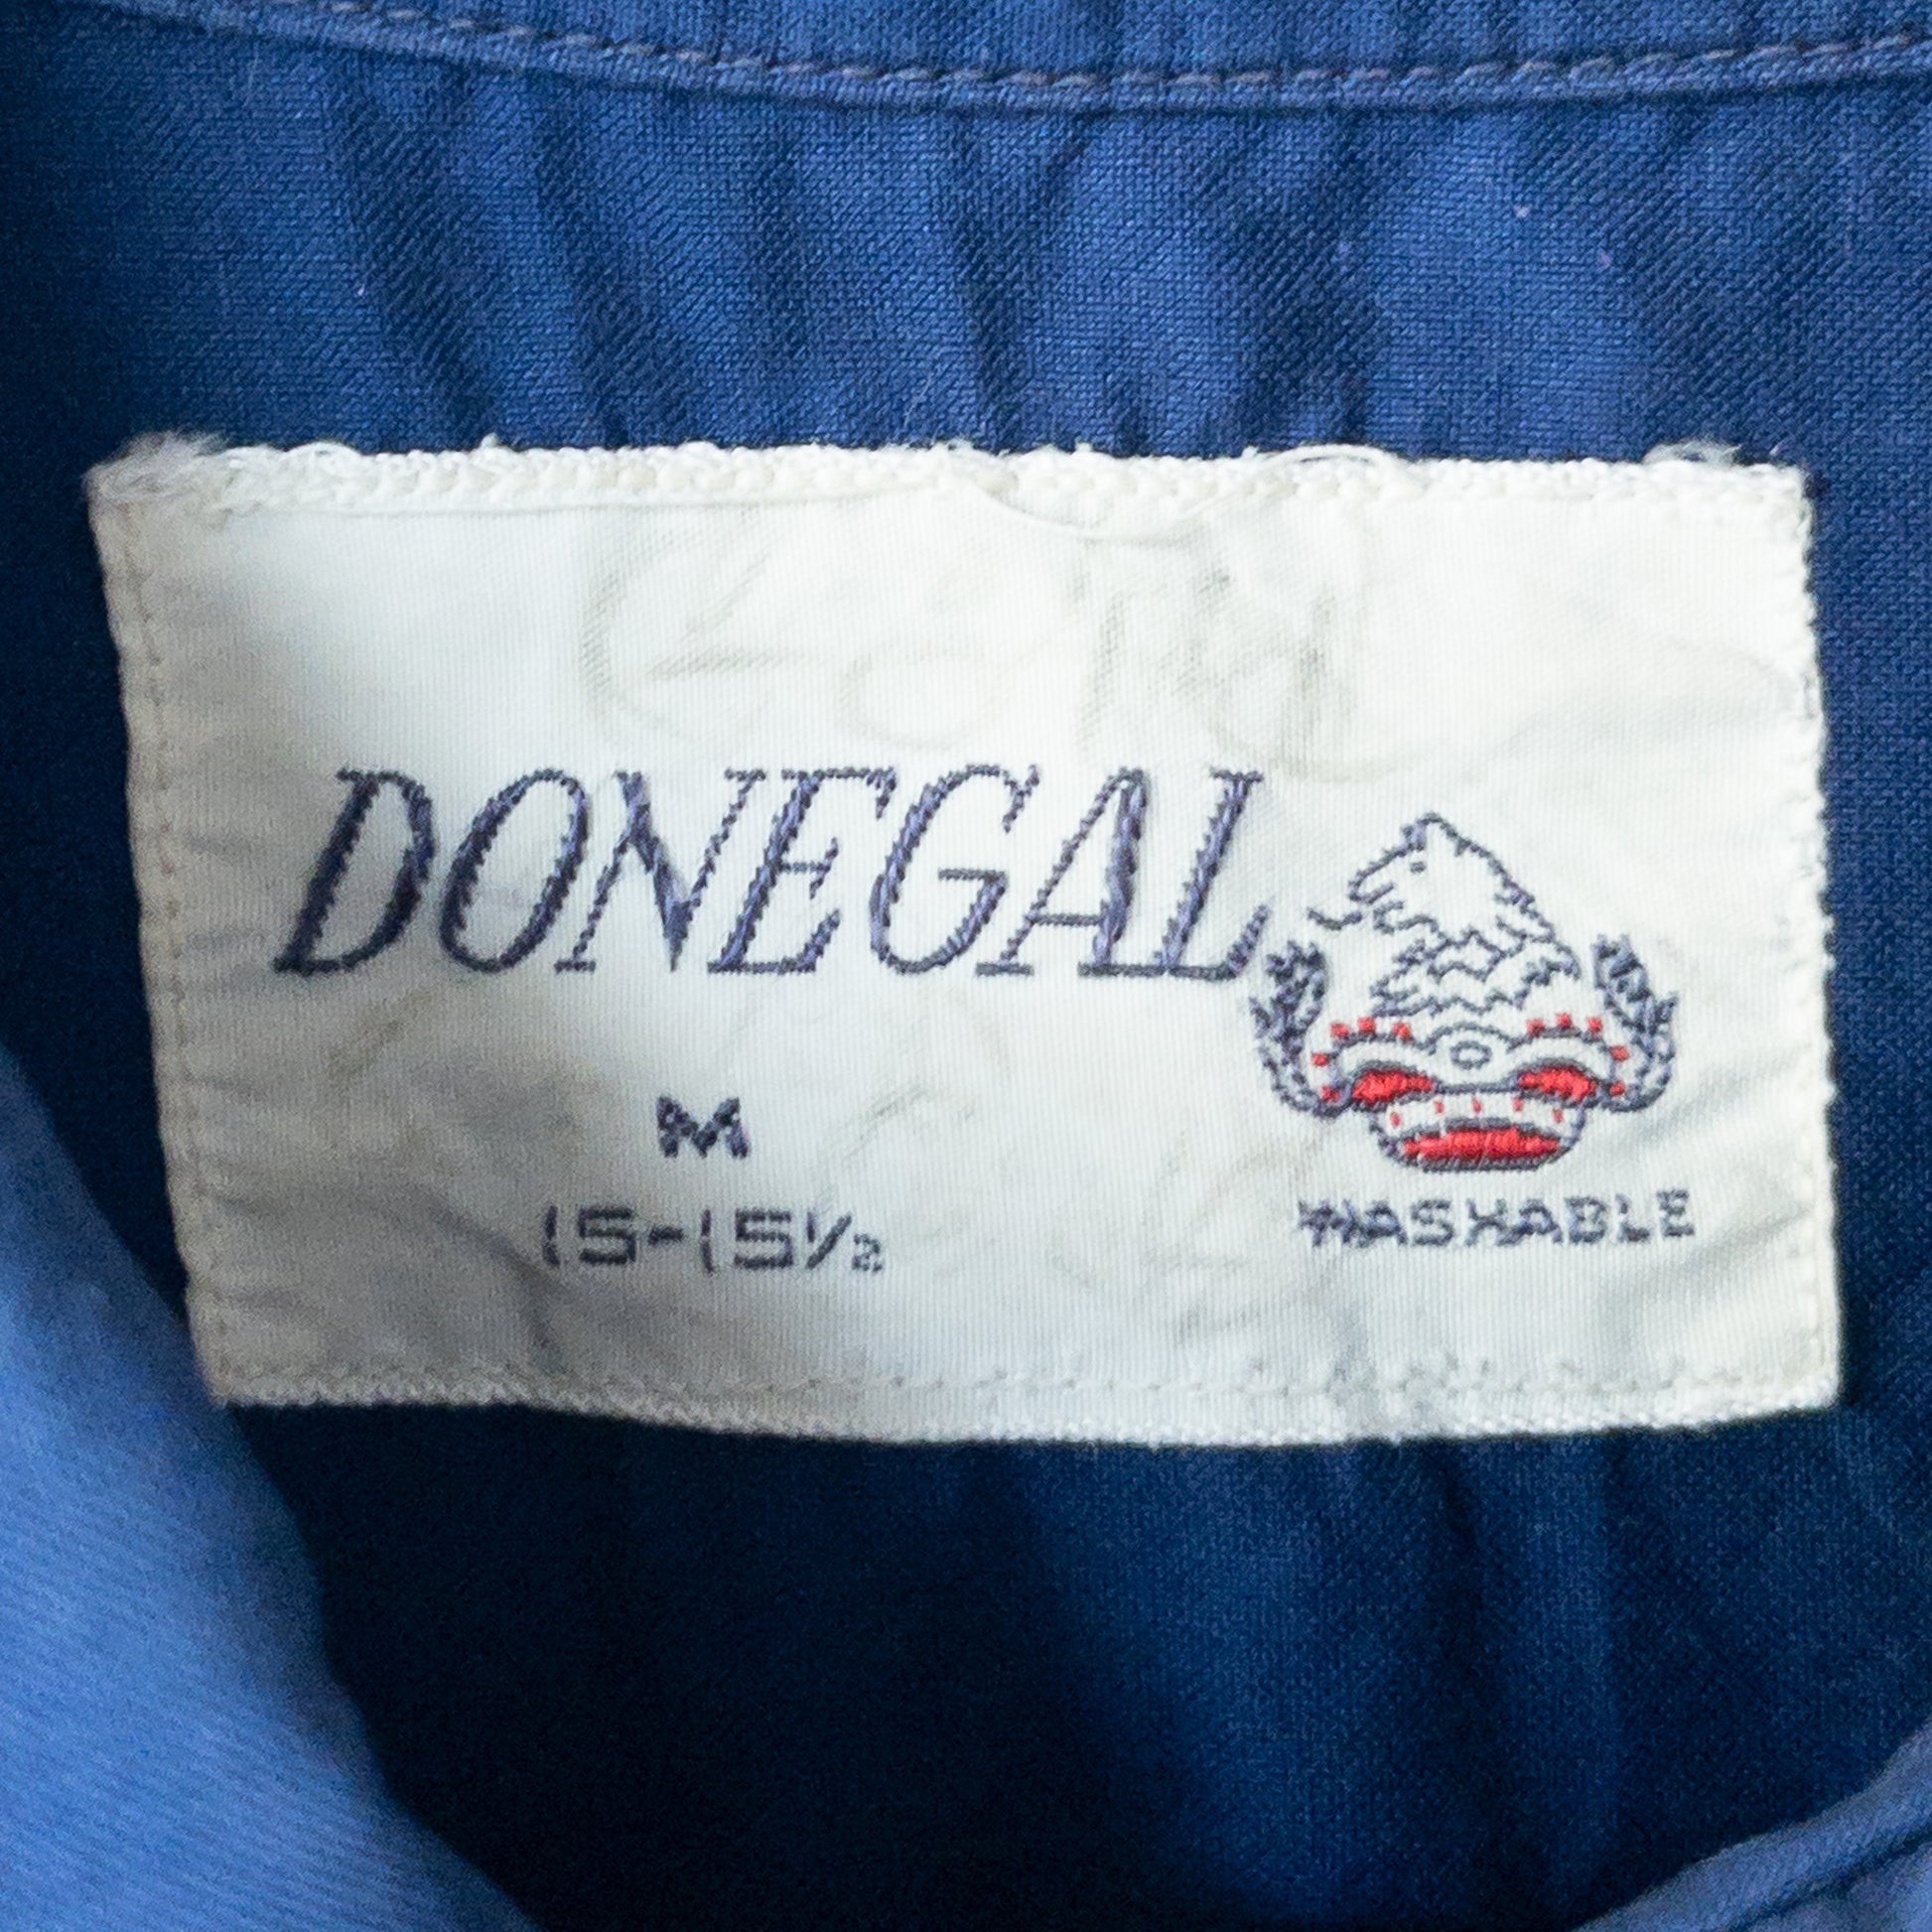 DONEGAL
M
15-15½
WASHABLE